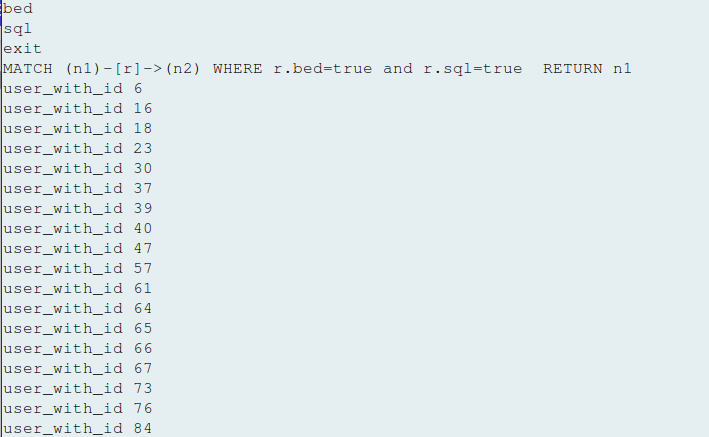 bed
sql
exit
MATCH (n1)-[r]->(n2) WHERE r.bed=true and r.sql=true  RETURN n1
user_with_id 6
user_with_id 16
user_with_id 18
user_with_id 23
user_with_id 30
user_with_id 37
user_with_id 39
user_with_id 40
user_with_id 47
user_with_id 57
user_with_id 61
user_with_id 64
user_with_id 65
user_with_id 66
user_with_id 67
user_with_id 73
user_with_id 76
user_with_id 84